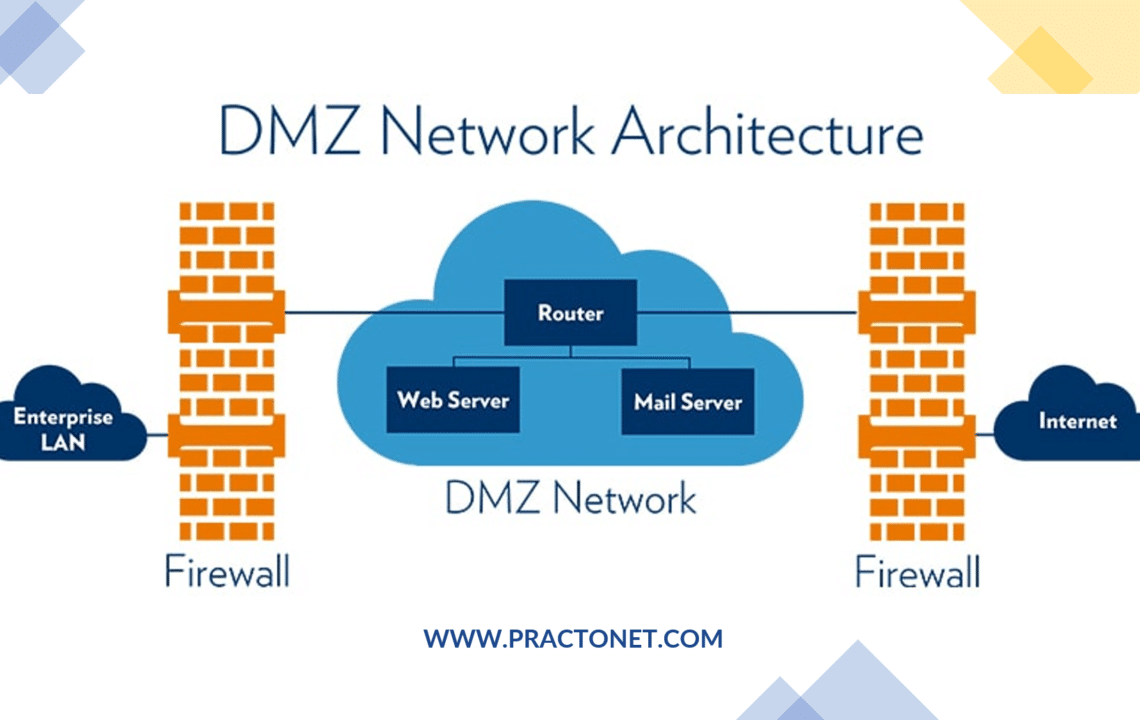 DMZ Network Architecture
Router
Web Server
Mail Server
Enterprise
LAN
Internet
DMZ Network
Firewall
Firewall
WWW.PRACTONET.COM